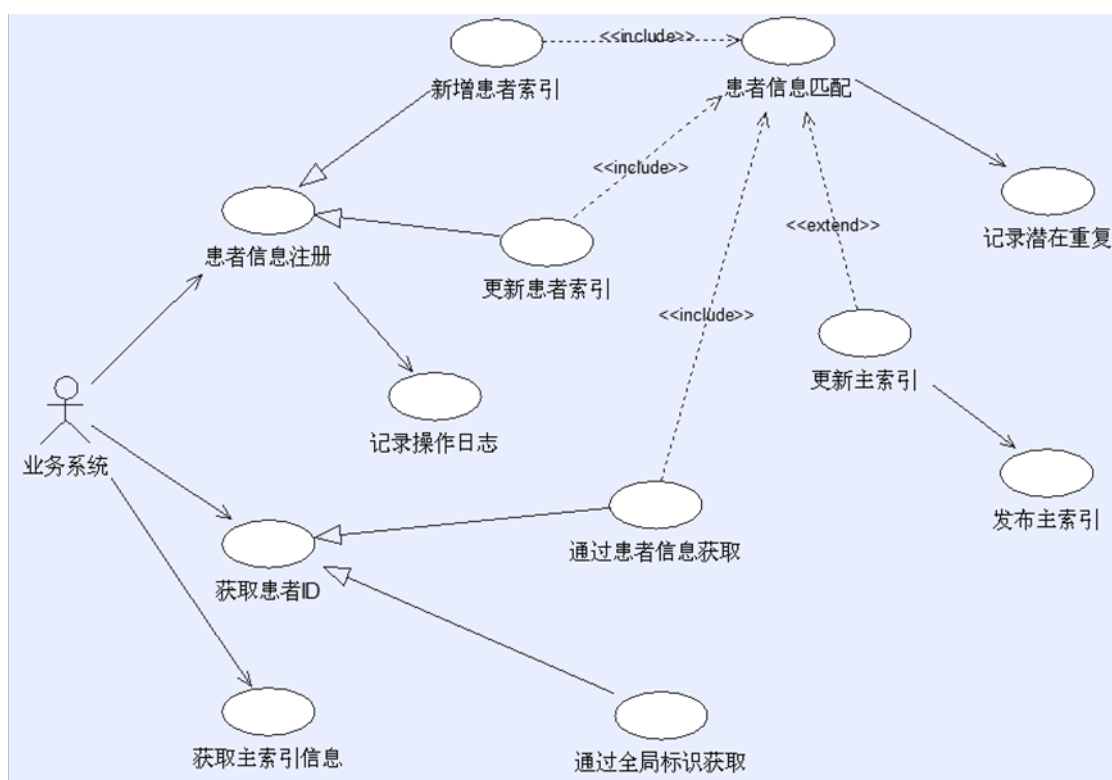 <<include>>
新增患者索引
患者信息匹配
<<include>>
记录潜在重复
患者信息注册
<<extend>>
更新患者索引
<<include>>
更新主索引
记录操作日志
业务系统
发布主索引
通过患者信息获取
获取患者ID
获取主索引信息
通过全局标识获取